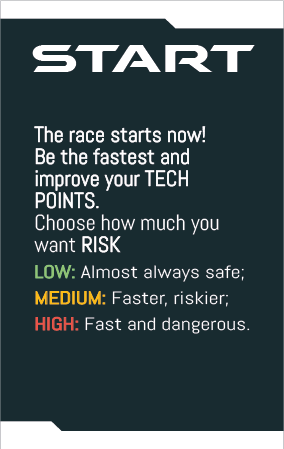 START
The race starts now!
Be the fastest and
improve your TECH
POINTS.
Choose how much you
want RISK
LOW: Almost always safe;
MEDIUM: Faster, riskier;
HIGH: Fast and dangerous.